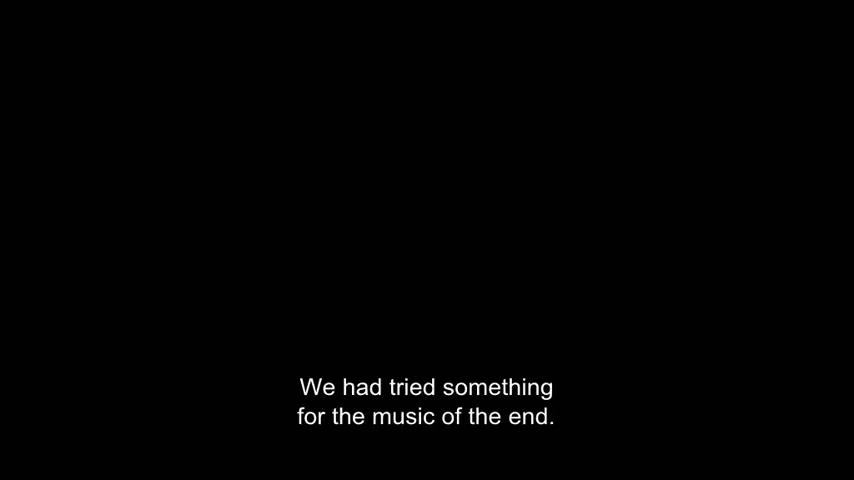 We had tried something
for the music of the end.